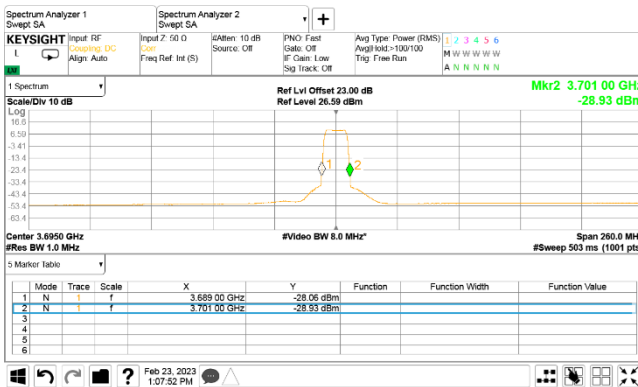 Spectrum Analyzer 1
Swept SA
Spectrum Analyzer 2
Swept SA
KEYSIGHT
L
Input: RF
Coupling: DC
Align: Auto
Input Z: 50 Ω
Corr
Freq Ref: Int (S)
#Atten: 10 dB
Source: Off
PNO: Fast
Gate: Off
IF Gain: Low
Sig Track: Off
Avg Type: Power (RMS)
Avg|Hold:>100/100
Trig: Free Run
1 2 3 4 5 6
M W W W W W
A N N N N N
1 Spectrum
Scale/Div 10 dB
Ref Lvl Offset 23.00 dB
Ref Level 26.59 dBm
Mkr2 3.701 00 GHz
-28.93 dBm
Log
16.6
6.59
-3.41
-13.4
-23.4
-33.4
-43.4
-53.4
-63.4
1
2
Center 3.6950 GHz
#Res BW 1.0 MHz
#Video BW 8.0 MHz*
Span 260.0 MH
#Sweep 503 ms (1001 pts
5 Marker Table
Mode Trace Scale X Y Function Function Width Function Value
1 N 1 f 3.689 00 GHz -28.06 dBm
2 N 1 f 3.701 00 GHz -28.93 dBm
3
4
5
6
?
Feb 23, 2023
1:07:52 PM